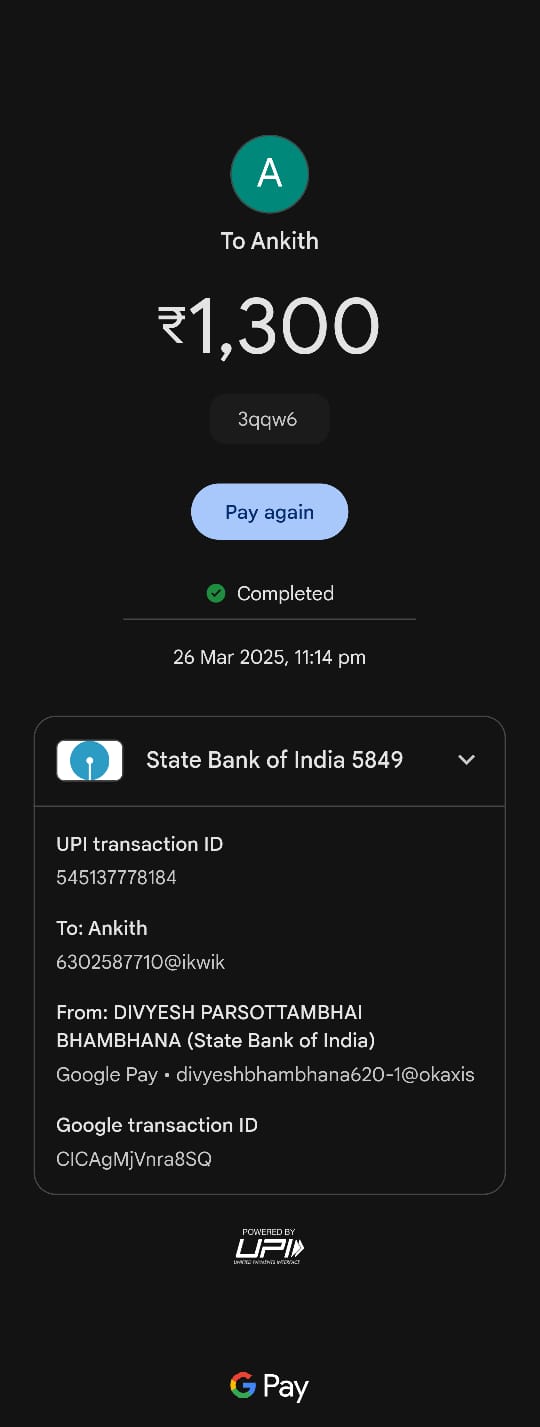 A
To Ankith
₹1,300
3qqw6
Pay again
Completed
26 Mar 2025, 11:14 pm
State Bank of India 5849
UPI transaction ID
545137778184
To: Ankith
6302587710@ikwik
From: DIVYESH PARSOTTAMBHAI
BHAMBHANA (State Bank of India)
Google Pay • divyeshbhambhana620-1@okaxis
Google transaction ID
CICAgMjVnra8SQ
POWERED BY
UPI
UNIFIED PAYMENTS INTERFACE
G Pay